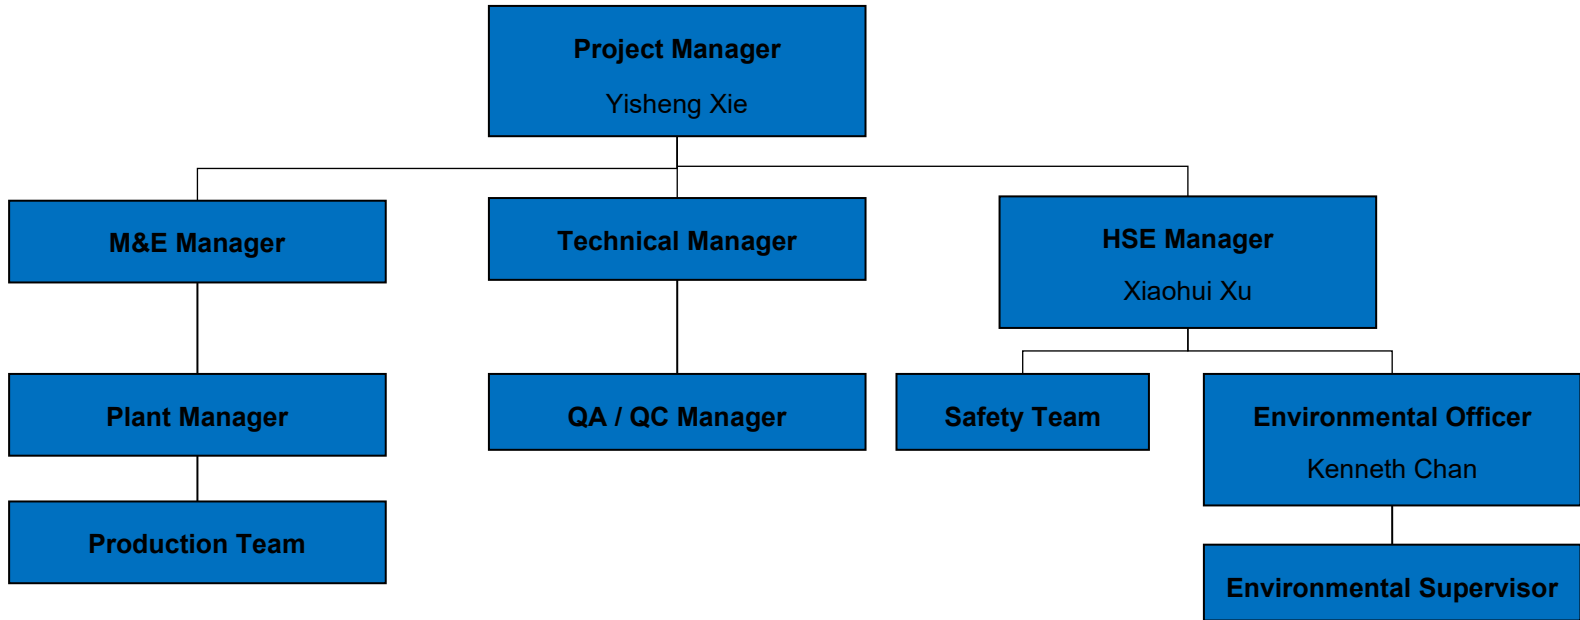 Project Manager
Yisheng Xie
M&E Manager
Technical Manager
HSE Manager
Xiaohui Xu
Plant Manager
QA / QC Manager
Safety Team
Environmental Officer
Kenneth Chan
Production Team
Environmental Supervisor